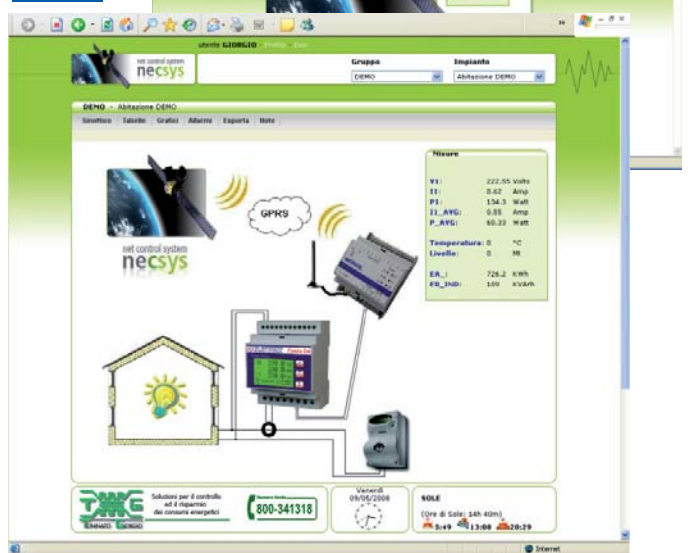 utente GIORGIO - Profilo - Esci
net control system
necsys
Gruppo
DEMO
Impianto
Abitazione DEMO
DEMO - Abitazione DEMO
Sinottico Tabelle Grafici Allarmi Esporta Note
Misure
V1: 222.55 Volts
I1: 0.62 Amp
P1: 134.3 Watt
I1_AVG: 0.55 Amp
P_AVG: 60.33 Watt
Temperatura: 0 °C
Livello: 0 Mt
EA_: 726.2 KWh
ER_IND: 109 KVArh
GPRS
net control system
necsys
Soluzioni per il controllo
ed il risparmio
dei consumi energetici
800-341318
Venerdì
09/05/2008
SOLE
(Ore di Sole: 14h 40m)
5:49 13:08 20:29
Internet